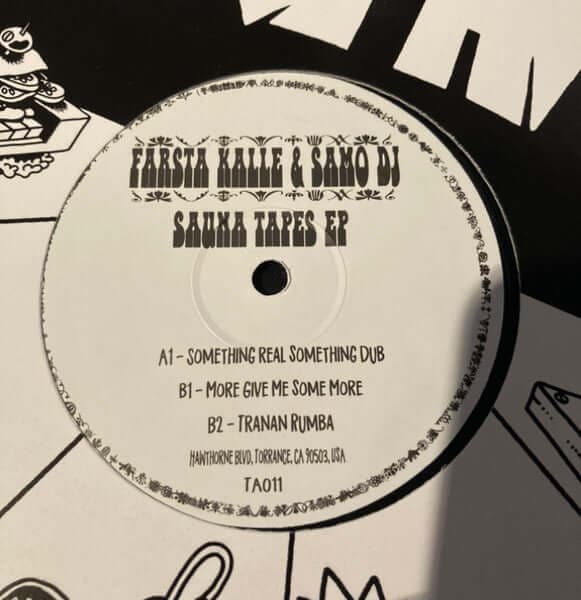 FARSTA KALLE & SAMO DJ
SAUNA TAPES EP
A1 - SOMETHING REAL SOMETHING DUB
B1 - MORE GIVE ME SOME MORE
B2 - TRANAN RUMBA
HAWTHORNE BLVD, TORRANCE, CA 90503, USA
TA011